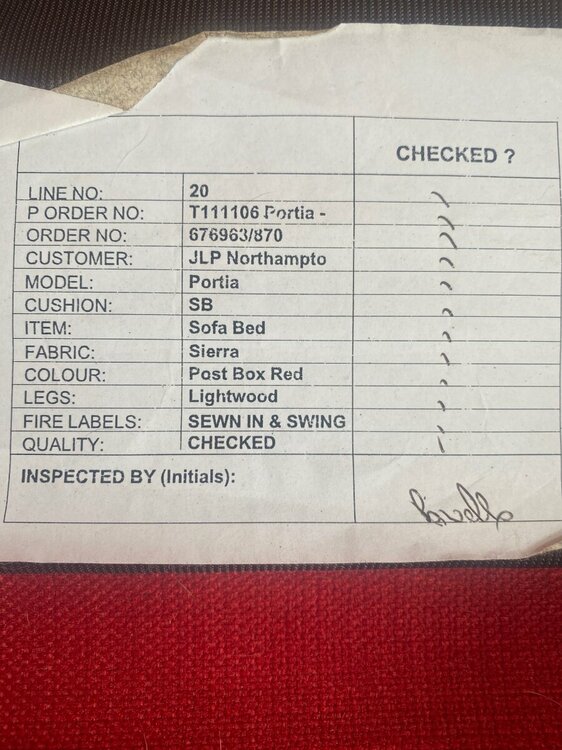 CHECKED ?
LINE NO: 20
P ORDER NO: T111106 Portia -
ORDER NO: 676963/870
CUSTOMER: JLP Northampto
MODEL: Portia
CUSHION: SB
ITEM: Sofa Bed
FABRIC: Sierra
COLOUR: Post Box Red
LEGS: Lightwood
FIRE LABELS: SEWN IN & SWING
QUALITY: CHECKED
INSPECTED BY (Initials):